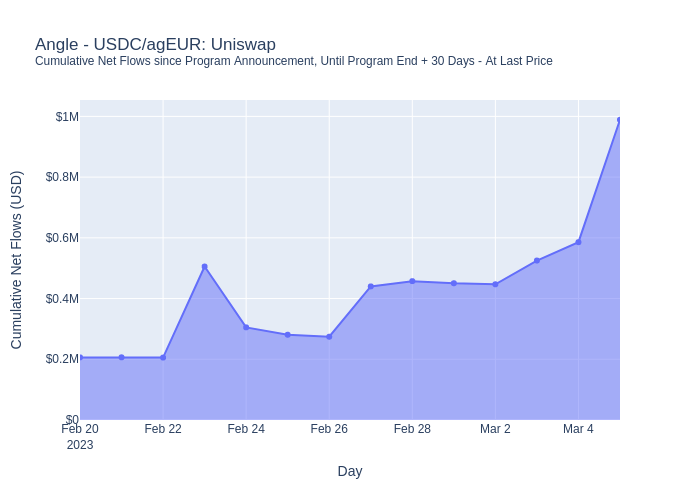 Angle - USDC/agEUR: Uniswap
Cumulative Net Flows since Program Announcement, Until Program End + 30 Days - At Last Price
Cumulative Net Flows (USD)
$1M
$0.8M
$0.6M
$0.4M
$0.2M
$0
Feb 20 Feb 22 Feb 24 Feb 26 Feb 28 Mar 2 Mar 4
2023
Day